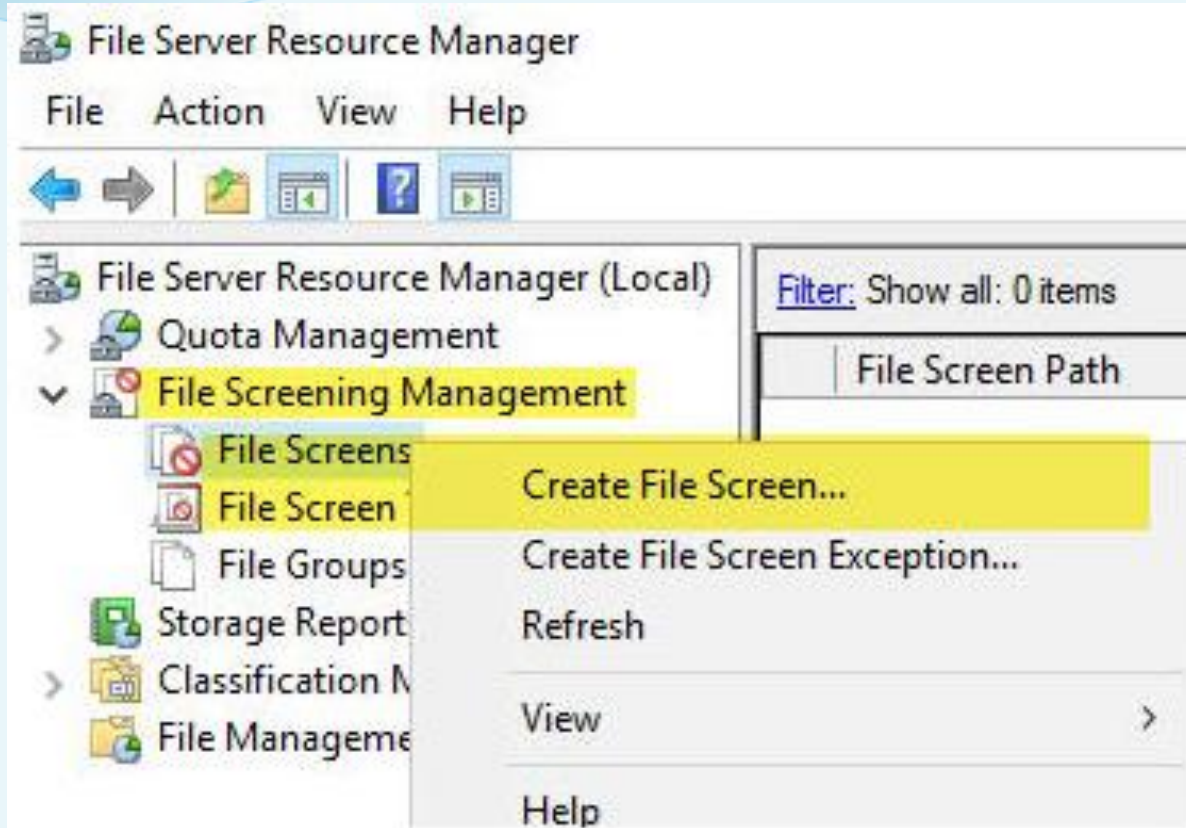 File Server Resource Manager
File Action View Help
File Server Resource Manager (Local)
Quota Management
File Screening Management
File Screens
File Screen
File Groups
Storage Report
Classification M
File Manageme
Filter: Show all: 0 items
File Screen Path
Create File Screen...
Create File Screen Exception...
Refresh
View
Help